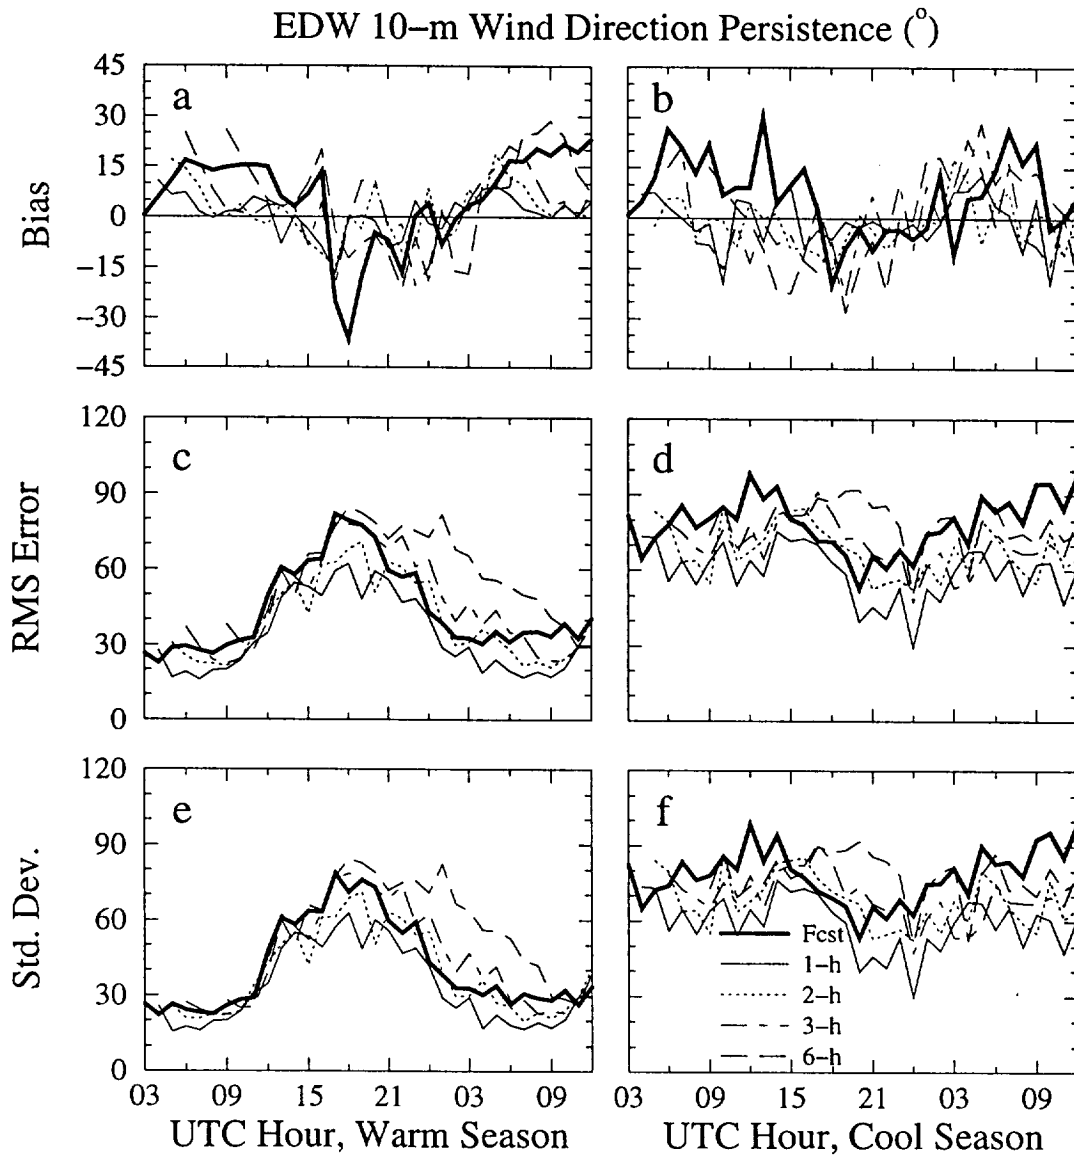 EDW 10−m Wind Direction Persistence (°)
45
30
15
0
−15
−30
−45
Bias
a
b
120
90
60
30
0
RMS Error
c
d
120
90
60
30
0
Std. Dev.
e
f
Fcst
1−h
2−h
3−h
6−h
03 09 15 21 03 09
03 09 15 21 03 09
UTC Hour, Warm Season
UTC Hour, Cool Season